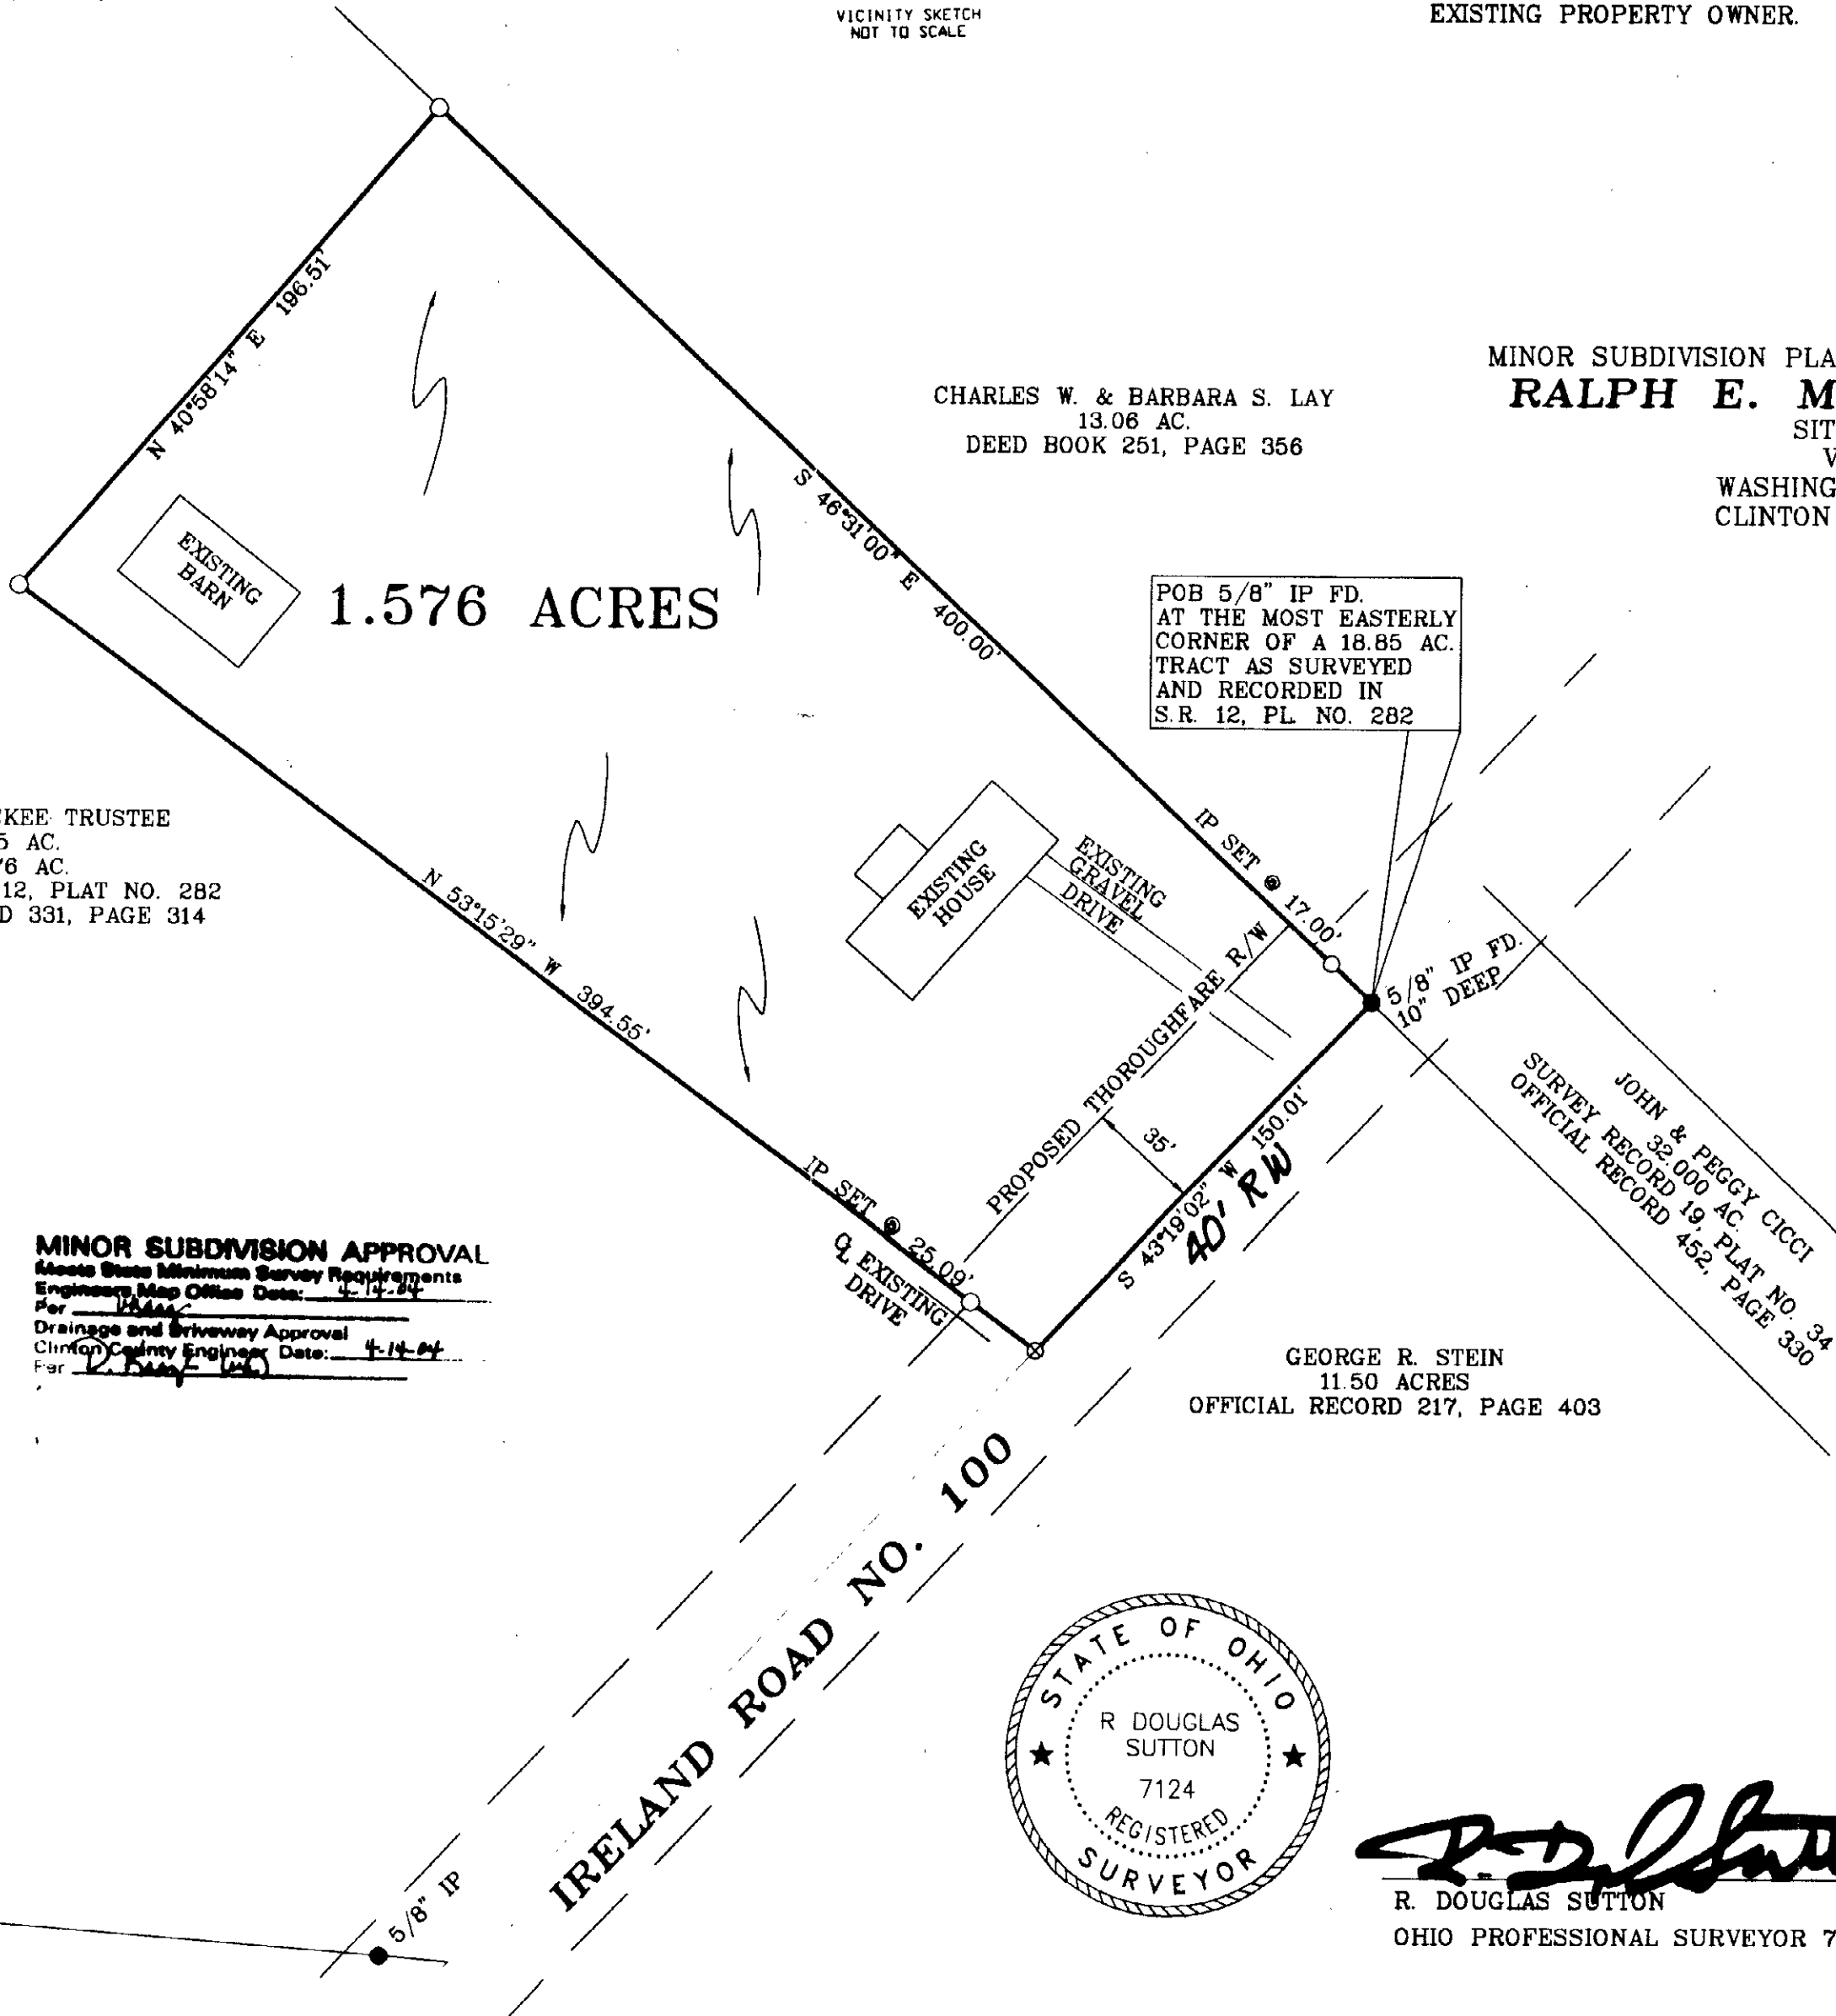 VICINITY SKETCH
NOT TO SCALE
EXISTING PROPERTY OWNER.
N 40°58'14" E 196.51'
CHARLES W. & BARBARA S. LAY
13.06 AC.
DEED BOOK 251, PAGE 356
MINOR SUBDIVISION PLA
RALPH E. M
SIT
V
WASHING
CLINTON
S 46°31'00" E 400.00'
EXISTING
BARN
1.576 ACRES
POB 5/8" IP FD.
AT THE MOST EASTERLY
CORNER OF A 18.85 AC.
TRACT AS SURVEYED
AND RECORDED IN
S.R. 12, PL. NO. 282
CKEE TRUSTEE
5 AC.
76 AC.
12, PLAT NO. 282
D 331, PAGE 314
N 53°15'29" W 394.55'
EXISTING
HOUSE
EXISTING
GRAVEL
DRIVE
IP SET @ 17.00'
5/8" IP FD.
10" DEEP
PROPOSED THOROUGHFARE R/W
35'
S 43°19'02" W 150.01'
40' RW
JOHN & PEGGY CICCI
32.000 AC.
SURVEY RECORD 19, PLAT NO. 34
OFFICIAL RECORD 452, PAGE 330
IP SET @ 25.09'
℄ EXISTING
DRIVE
MINOR SUBDIVISION APPROVAL
Meets State Minimum Survey Requirements
Engineers Map Office Date: 4-14-04
Per
Drainage and Driveway Approval
Clinton County Engineer Date: 4-14-04
Per
GEORGE R. STEIN
11.50 ACRES
OFFICIAL RECORD 217, PAGE 403
IRELAND ROAD NO. 100
5/8" IP
STATE OF OHIO
R DOUGLAS
SUTTON
7124
REGISTERED
SURVEYOR
R. DOUGLAS SUTTON
OHIO PROFESSIONAL SURVEYOR 7